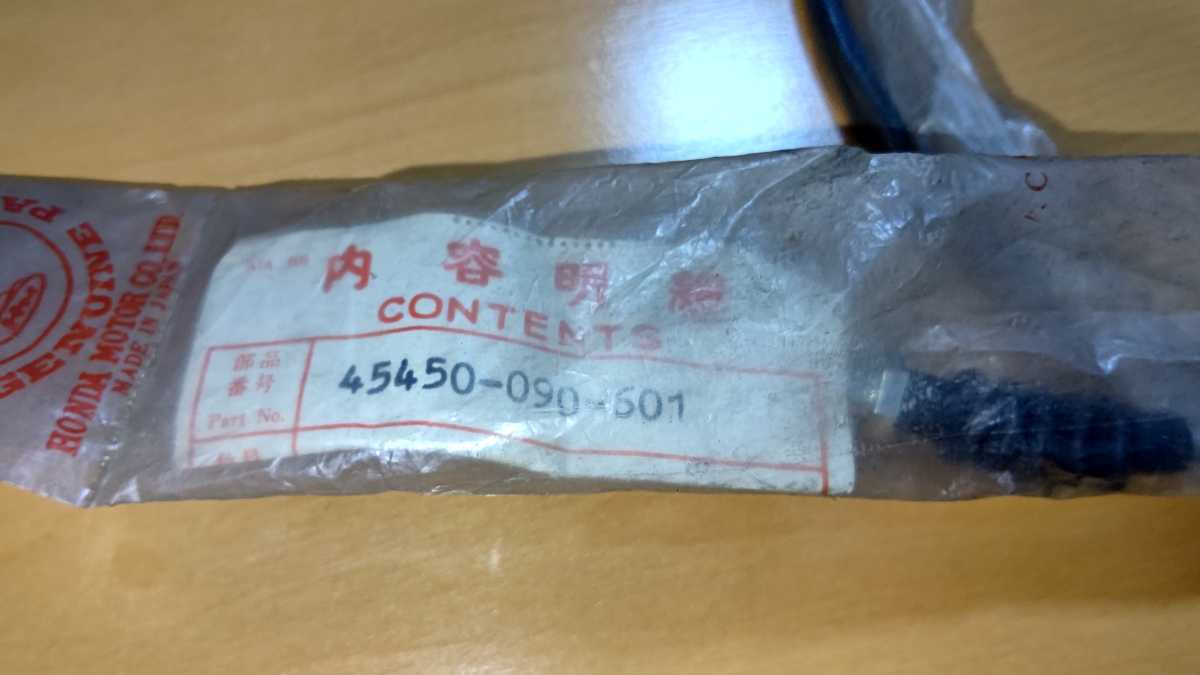 GENUINE PA
HONDA MOTOR CO., LTD.
MADE IN JAPAN
内容明細
CONTENTS
部品
番号
Part No.
45450-090-601